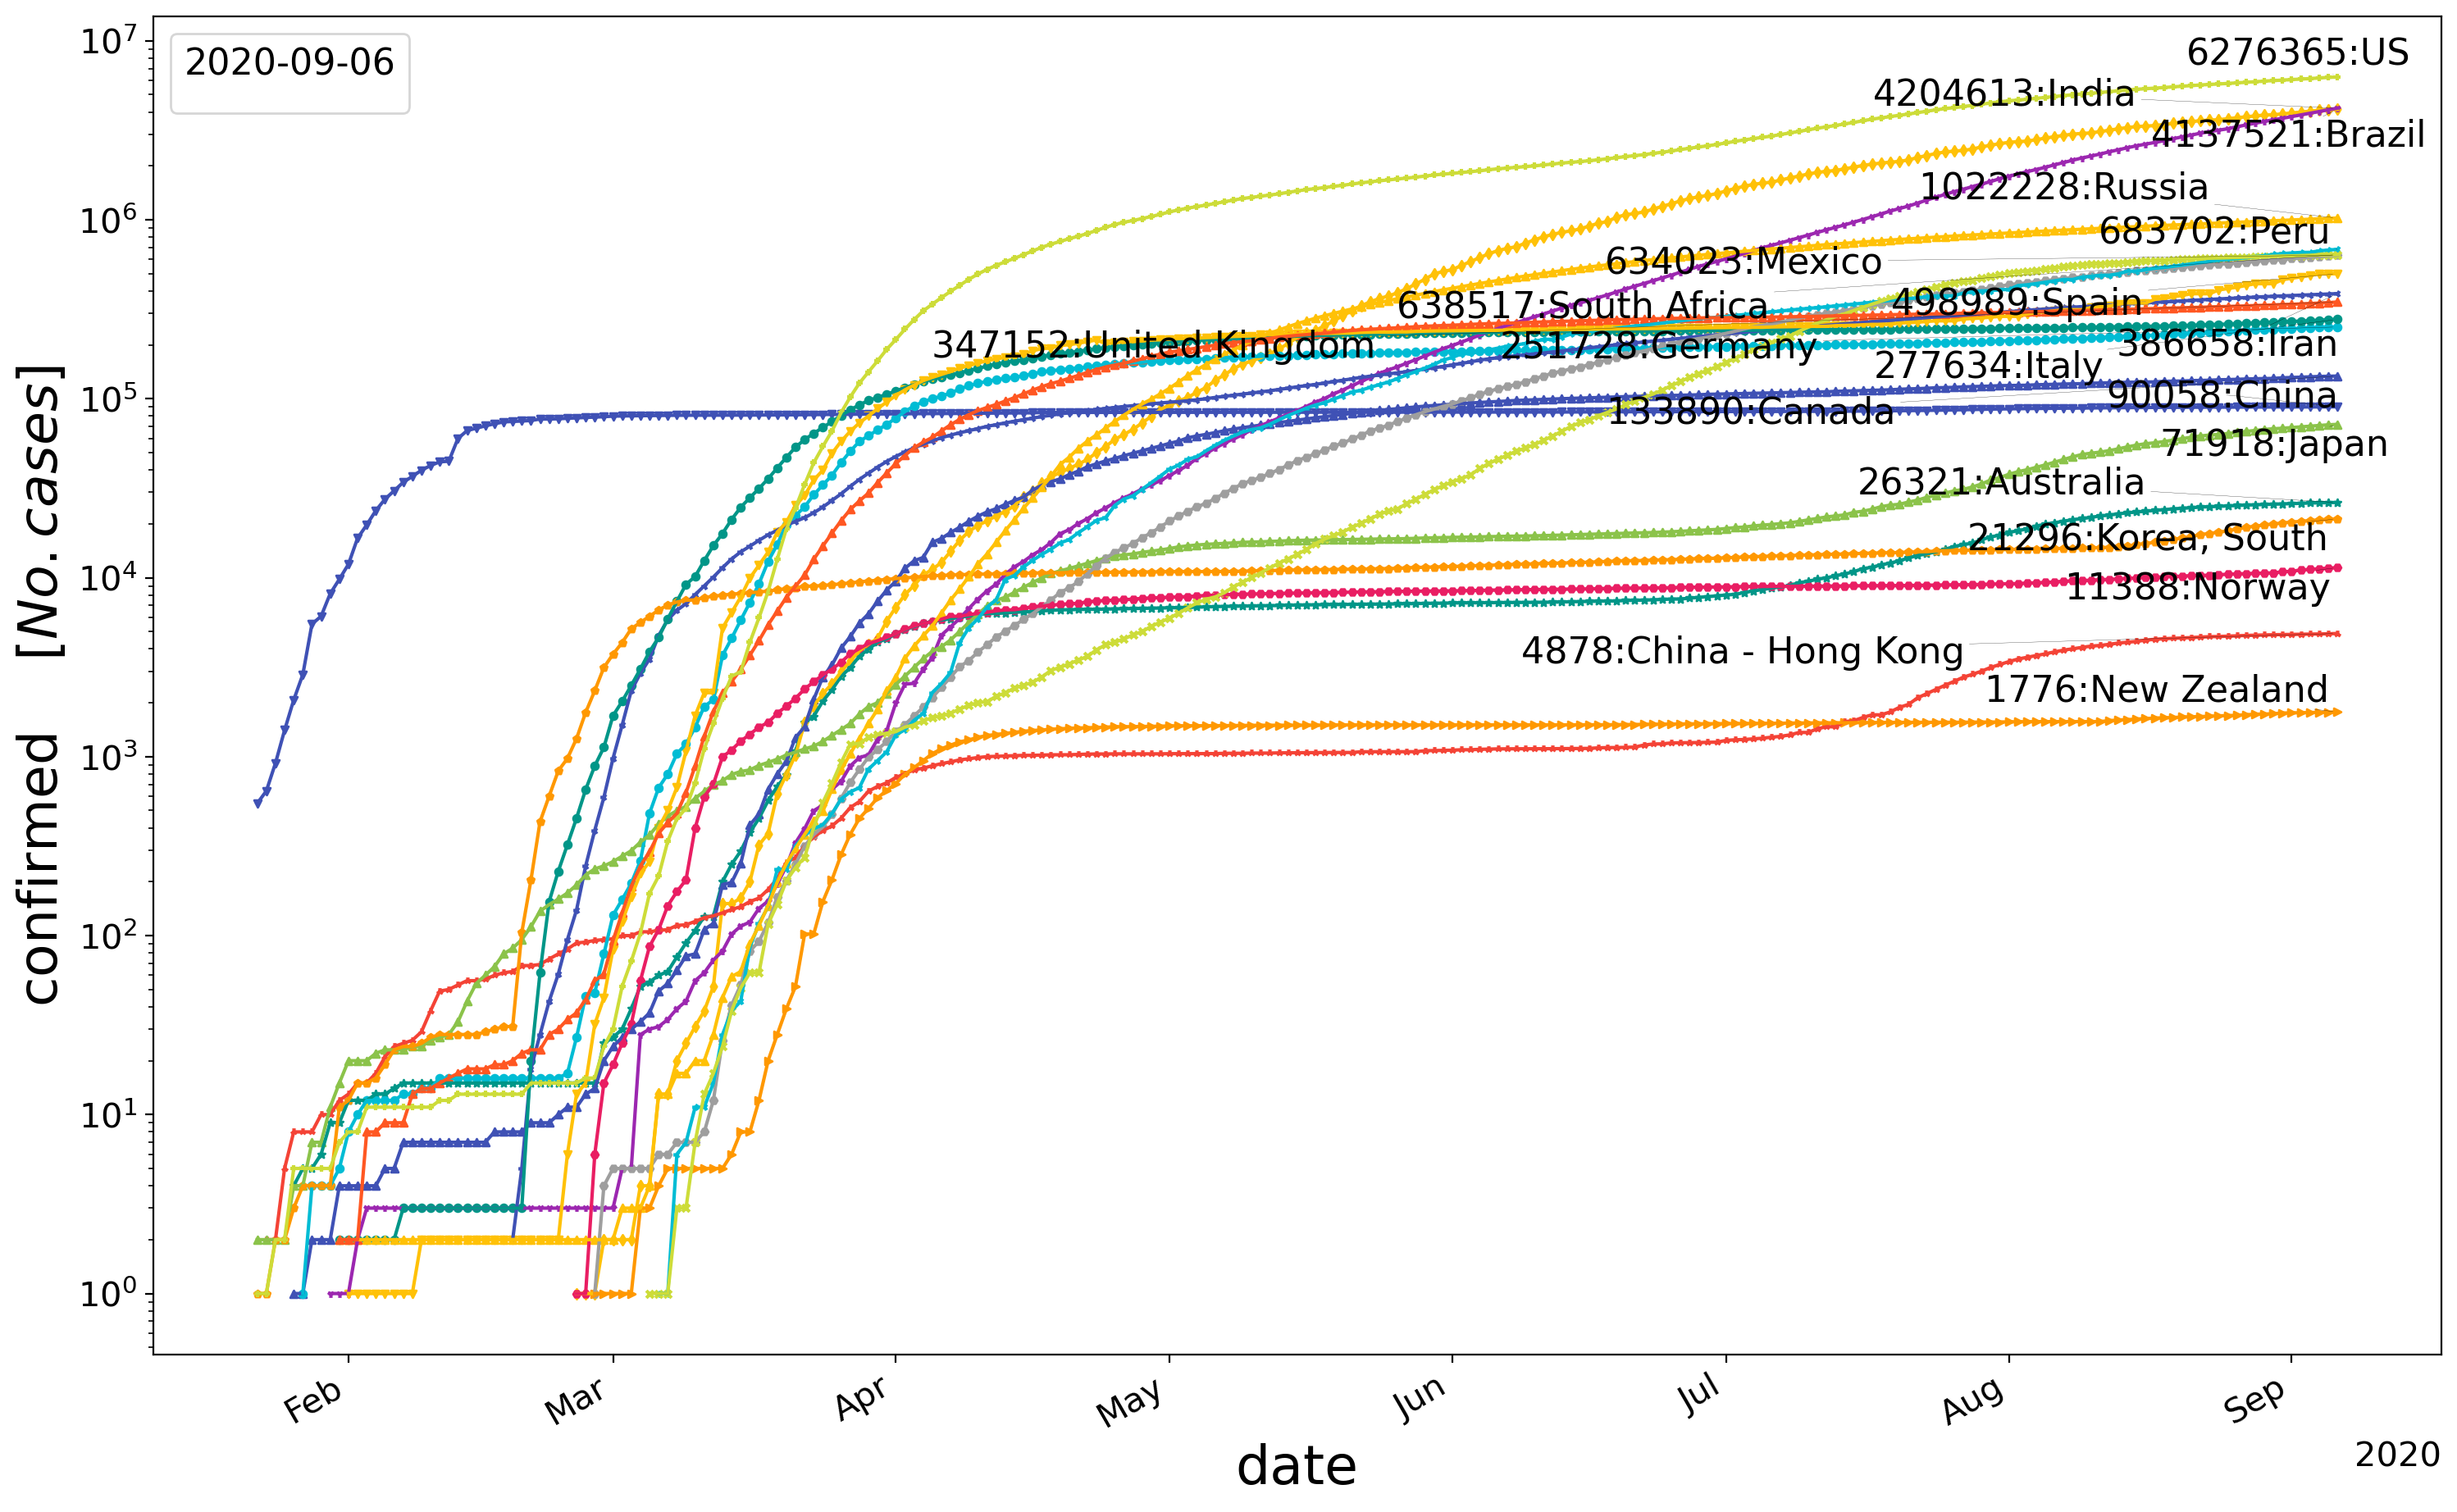 10^7
10^6
10^5
10^4
10^3
10^2
10^1
10^0
confirmed [No. cases]
2020-09-06
6276365:US
4204613:India
4137521:Brazil
1022228:Russia
683702:Peru
634023:Mexico
638517:South Africa
498989:Spain
347152:United Kingdom
251728:Germany
386658:Iran
277634:Italy
90058:China
133890:Canada
71918:Japan
26321:Australia
21296:Korea, South
11388:Norway
4878:China - Hong Kong
1776:New Zealand
Feb Mar Apr May Jun Jul Aug Sep
2020
date